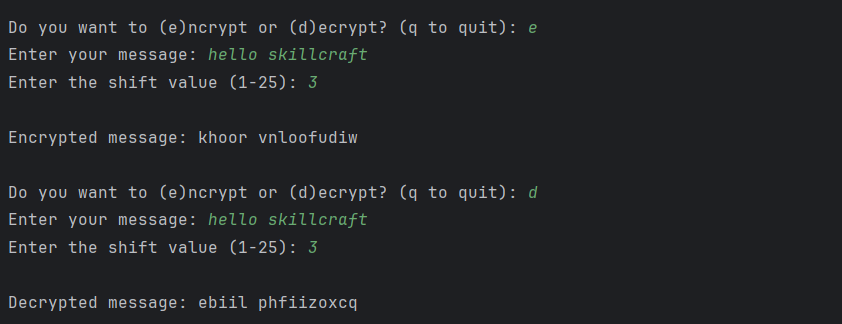 Do you want to (e)ncrypt or (d)ecrypt? (q to quit): e
Enter your message: hello skillcraft
Enter the shift value (1-25): 3
Encrypted message: khoor vnloofudiw
Do you want to (e)ncrypt or (d)ecrypt? (q to quit): d
Enter your message: hello skillcraft
Enter the shift value (1-25): 3
Decrypted message: ebiil phfiizoxcq